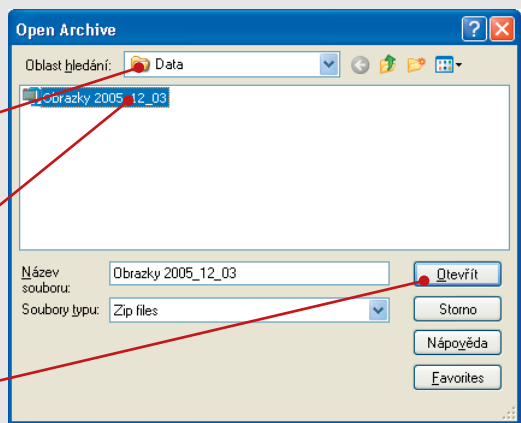 Open Archive
Oblast hledání: Data
Obrazky 2005_12_03
Název souboru: Obrazky 2005_12_03
Otevřít
Soubory typu: Zip files
Storno
Nápověda
Favorites